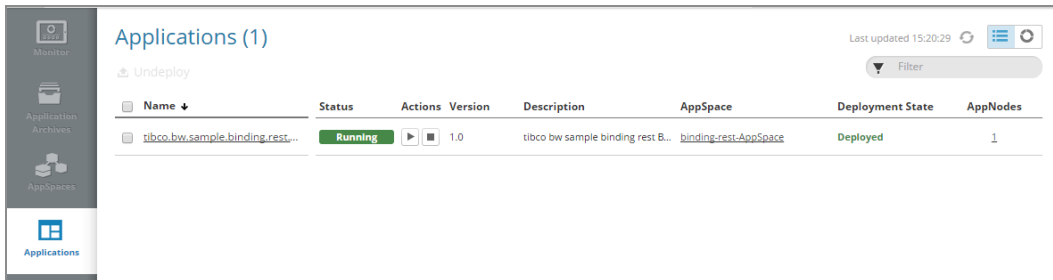 Monitor
Application
Archives
AppSpaces
Applications
Applications (1)
Last updated 15:20:29
Undeploy
Filter
Name Status Actions Version Description AppSpace Deployment State AppNodes
tibco.bw.sample.binding.rest.... Running 1.0 tibco bw sample binding rest B... binding-rest-AppSpace Deployed 1